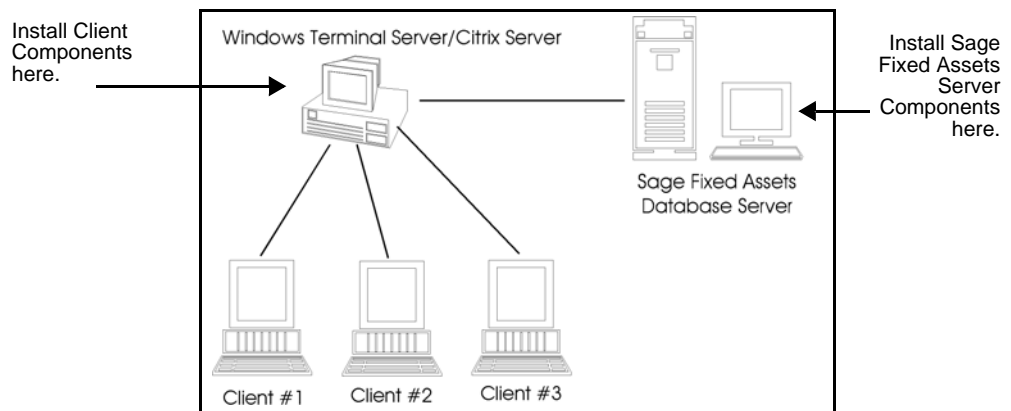 Install Client
Components
here.
Windows Terminal Server/Citrix Server
Install Sage
Fixed Assets
Server
Components
here.
Sage Fixed Assets
Database Server
Client #1
Client #2
Client #3